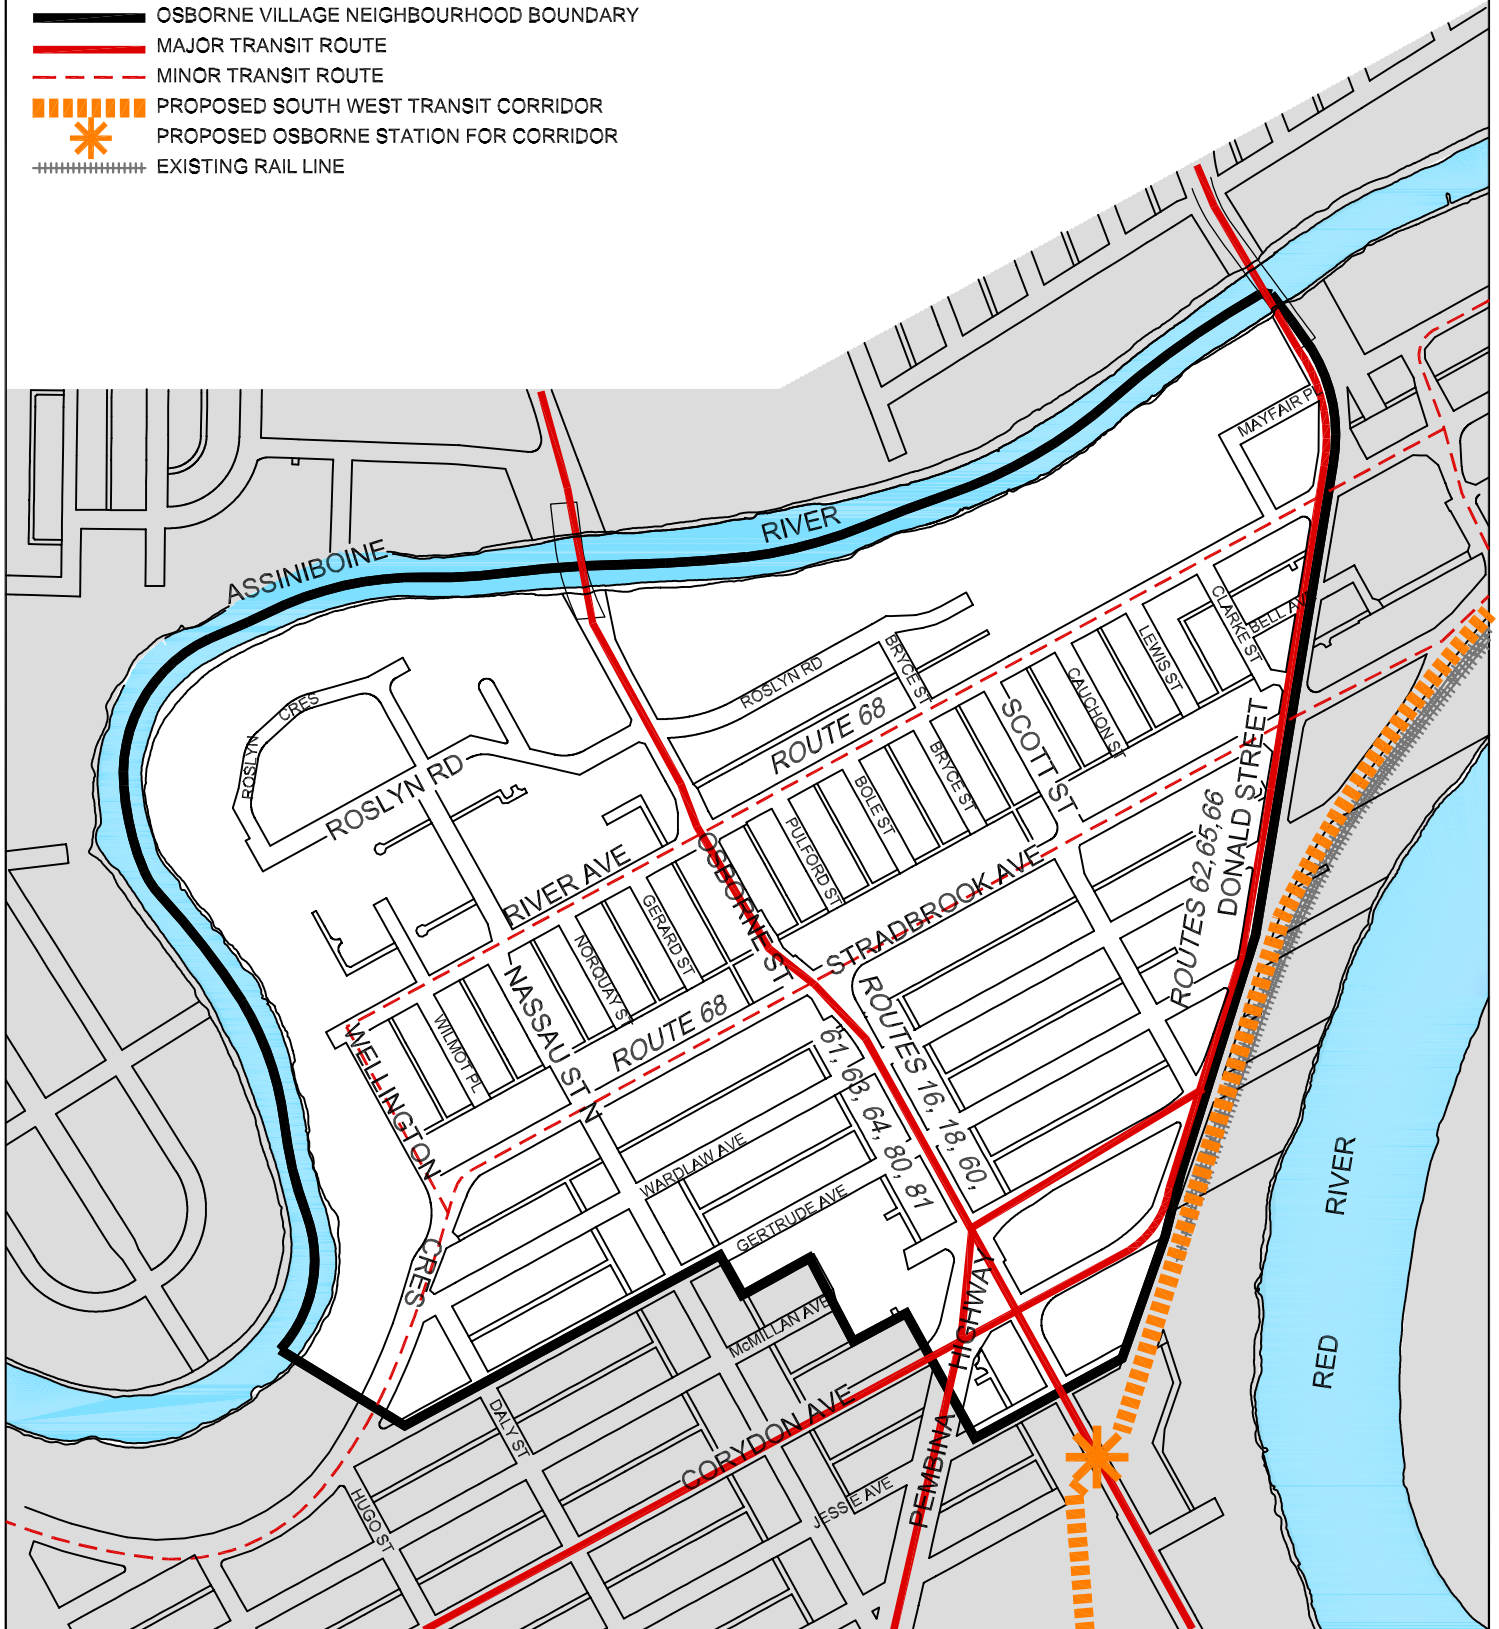 OSBORNE VILLAGE NEIGHBOURHOOD BOUNDARY
MAJOR TRANSIT ROUTE
MINOR TRANSIT ROUTE
PROPOSED SOUTH WEST TRANSIT CORRIDOR
PROPOSED OSBORNE STATION FOR CORRIDOR
EXISTING RAIL LINE
MAYFAIR PL
ASSINIBOINE
RIVER
CLARKE ST
BELL AVE
LEWIS ST
CAUCHON ST
SCOTT ST
BRYCE ST
ROSLYN RD
ROUTE 68
ROSLYN
CRES
ROSLYN RD
BRYCE ST
BOLE ST
PULFORD ST
OSBORNE ST
DONALD STREET
ROUTES 62,65,66
RIVER AVE
STRADBROOK AVE
GERARD ST
NORQUAY ST
NASSAU ST N
ROUTE 68
WILMOT PL
WELLINGTON
CRES
ROUTES 16, 18, 60,
61, 63, 64, 80, 81
WARDLAW AVE
GERTRUDE AVE
McMILLAN AVE
CORYDON AVE
PEMBINA HIGHWAY
DALY ST
HUGO ST
JESSIE AVE
RED RIVER